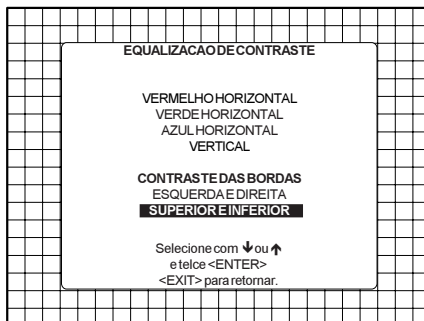 EQUALIZACAO DE CONTRASTE
VERMELHO HORIZONTAL
VERDE HORIZONTAL
AZUL HORIZONTAL
VERTICAL
CONTRASTE DAS BORDAS
ESQUERDA E DIREITA
SUPERIOR E INFERIOR
Selecione com ↓ ou ↑
e telce <ENTER>
<EXIT> para retornar.